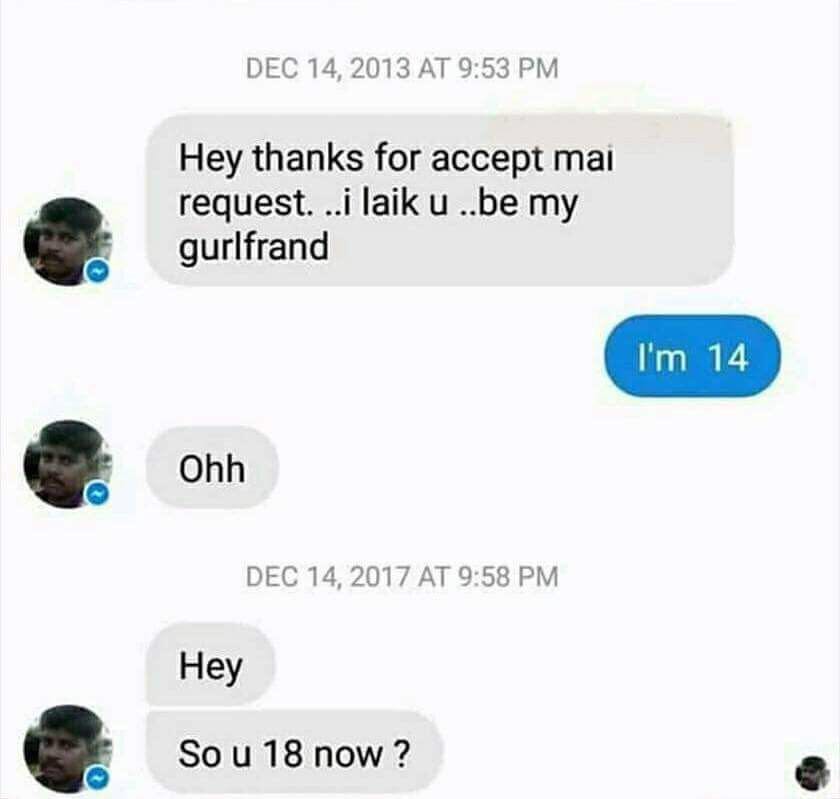 DEC 14, 2013 AT 9:53 PM
Hey thanks for accept mai
request. ..i laik u ..be my
gurlfrand
I'm 14
Ohh
DEC 14, 2017 AT 9:58 PM
Hey
So u 18 now ?